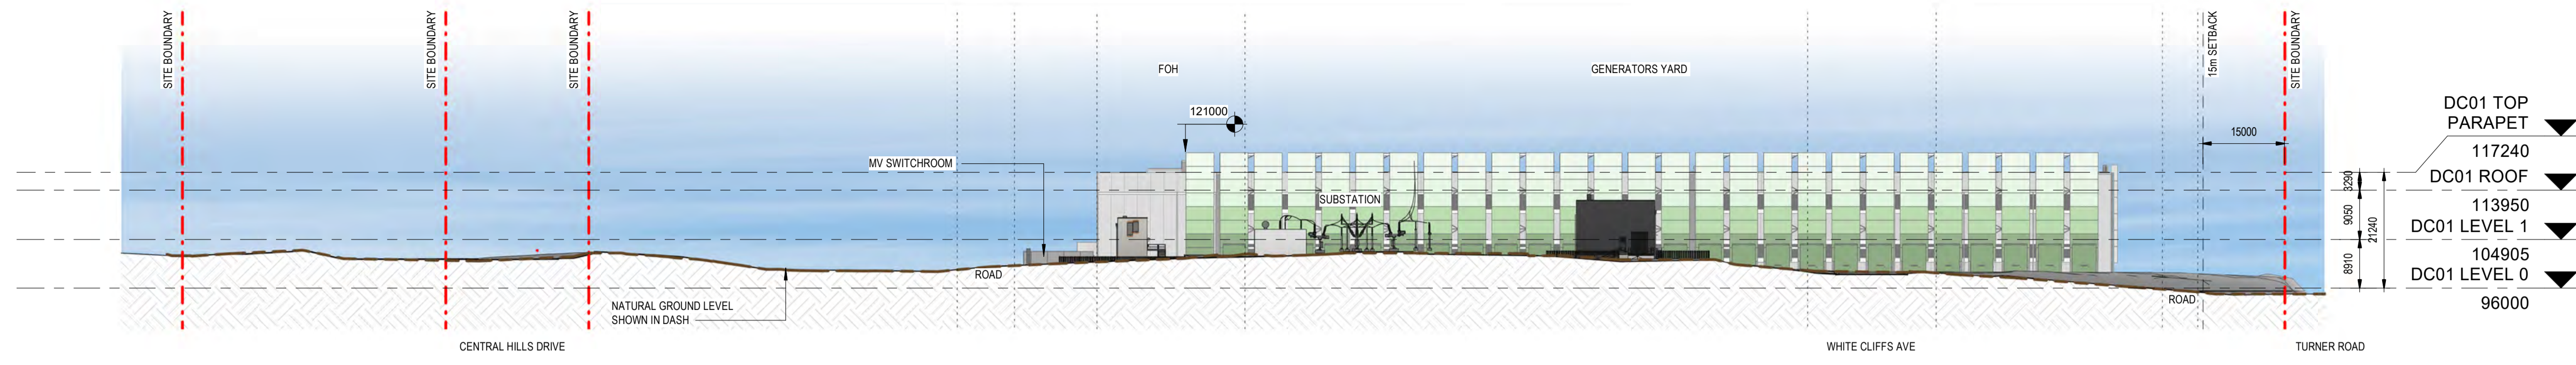 SITE BOUNDARY
SITE BOUNDARY
SITE BOUNDARY
FOH
GENERATORS YARD
15m SETBACK
SITE BOUNDARY
121000
15000
MV SWITCHROOM
SUBSTATION
DC01 TOP
PARAPET
117240
DC01 ROOF
113950
DC01 LEVEL 1
104905
DC01 LEVEL 0
96000
3290
9050
21240
8910
ROAD
NATURAL GROUND LEVEL
SHOWN IN DASH
ROAD
CENTRAL HILLS DRIVE
WHITE CLIFFS AVE
TURNER ROAD